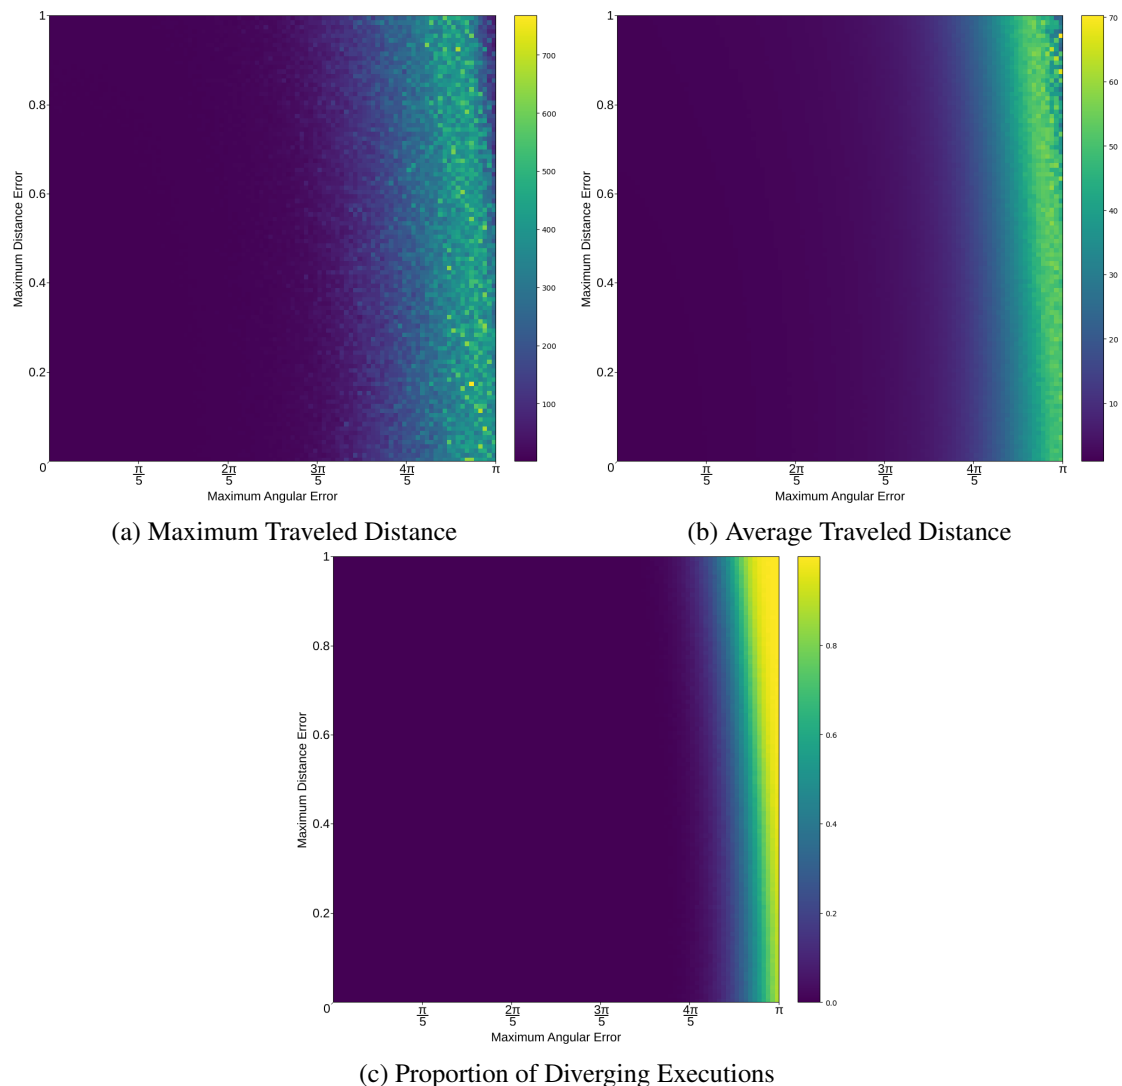 1
0.8
0.6
0.4
0.2
0
π/5
2π/5
3π/5
4π/5
π
Maximum Angular Error
Maximum Distance Error
700
600
500
400
300
200
100
(a) Maximum Traveled Distance
1
0.8
0.6
0.4
0.2
0
π/5
2π/5
3π/5
4π/5
π
Maximum Angular Error
Maximum Distance Error
70
60
50
40
30
20
10
(b) Average Traveled Distance
1
0.8
0.6
0.4
0.2
0
π/5
2π/5
3π/5
4π/5
π
Maximum Angular Error
Maximum Distance Error
0.8
0.6
0.4
0.2
0.0
(c) Proportion of Diverging Executions